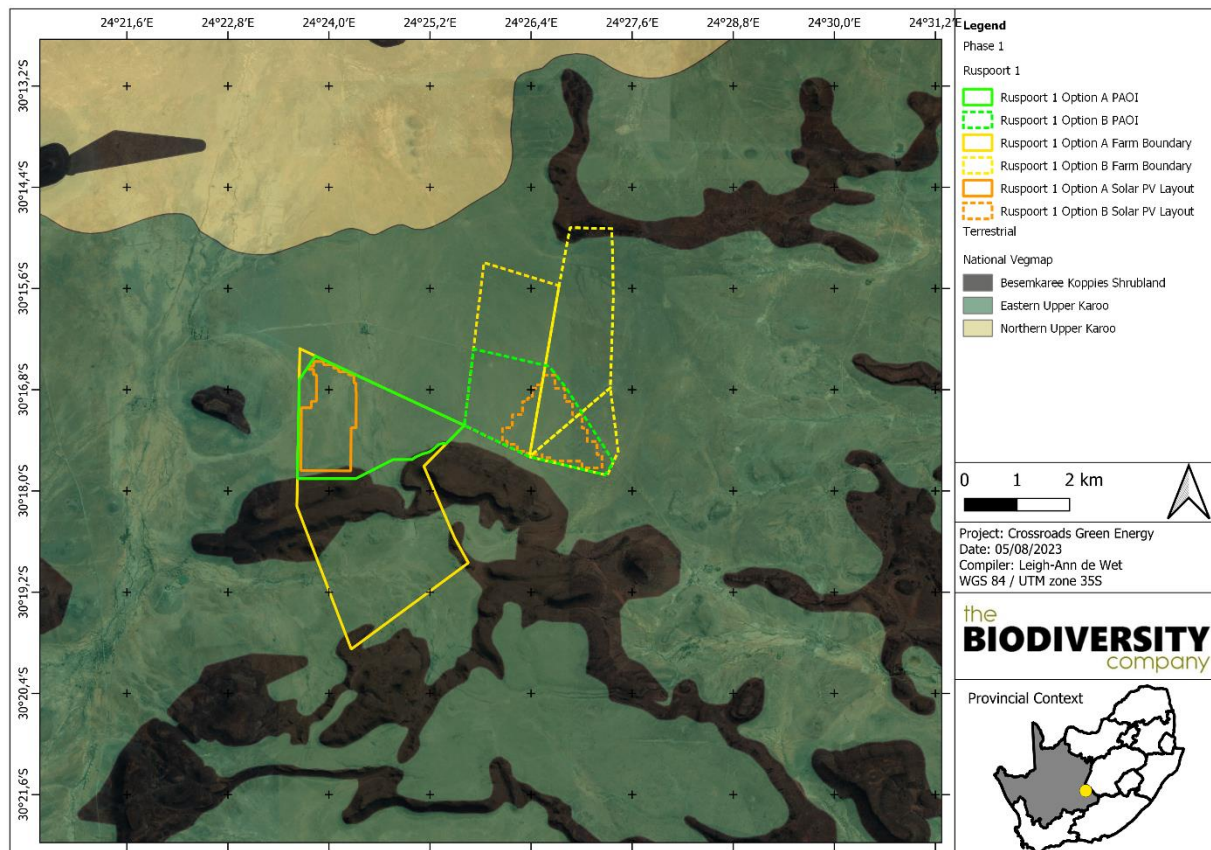 24°21,6'E 24°22,8'E 24°24,0'E 24°25,2'E 24°26,4'E 24°27,6'E 24°28,8'E 24°30,0'E 24°31,2'E
30°13,2'S
30°14,4'S
30°15,6'S
30°16,8'S
30°18,0'S
30°19,2'S
30°20,4'S
30°21,6'S
Legend
Phase 1
Ruspoort 1
Ruspoort 1 Option A PAOI
Ruspoort 1 Option B PAOI
Ruspoort 1 Option A Farm Boundary
Ruspoort 1 Option B Farm Boundary
Ruspoort 1 Option A Solar PV Layout
Ruspoort 1 Option B Solar PV Layout
Terrestrial
National Vegmap
Besemkaree Koppies Shrubland
Eastern Upper Karoo
Northern Upper Karoo
0 1 2 km
Project: Crossroads Green Energy
Date: 05/08/2023
Compiler: Leigh-Ann de Wet
WGS 84 / UTM zone 35S
the
BIODIVERSITY
company
Provincial Context